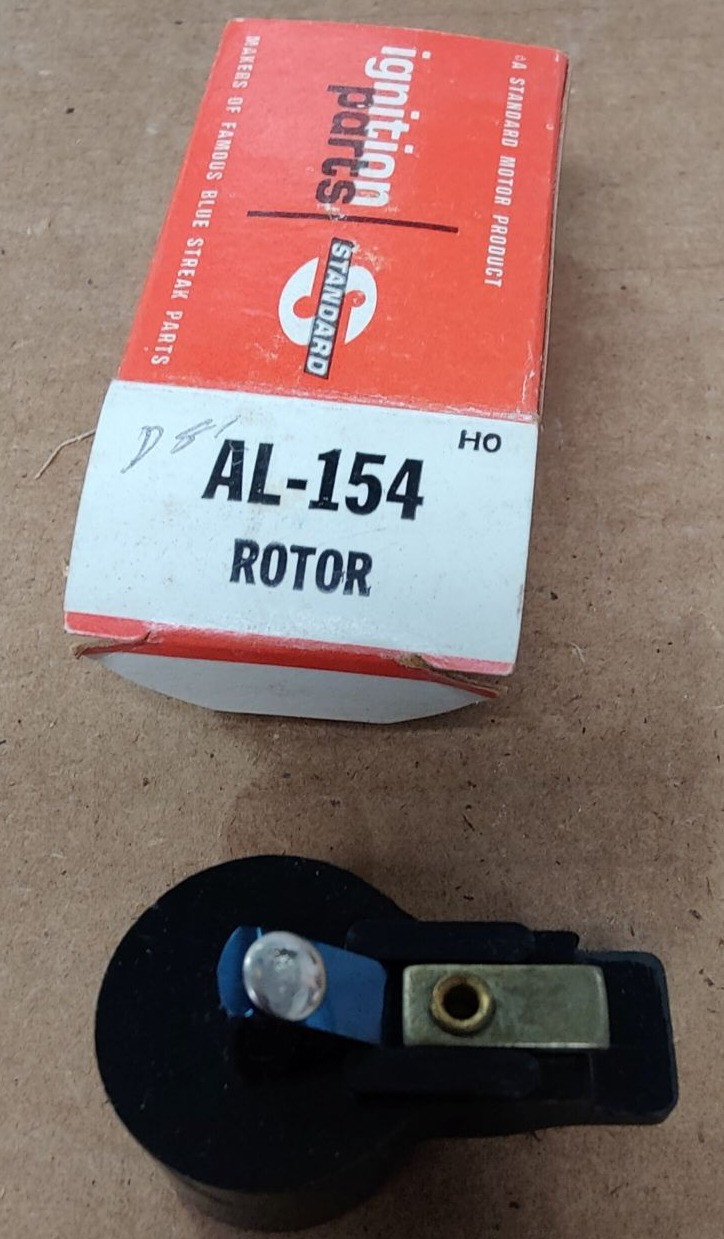 A STANDARD MOTOR PRODUCT
ignition
parts
STANDARD
MAKERS OF FAMOUS BLUE STREAK PARTS
HO
AL-154
ROTOR